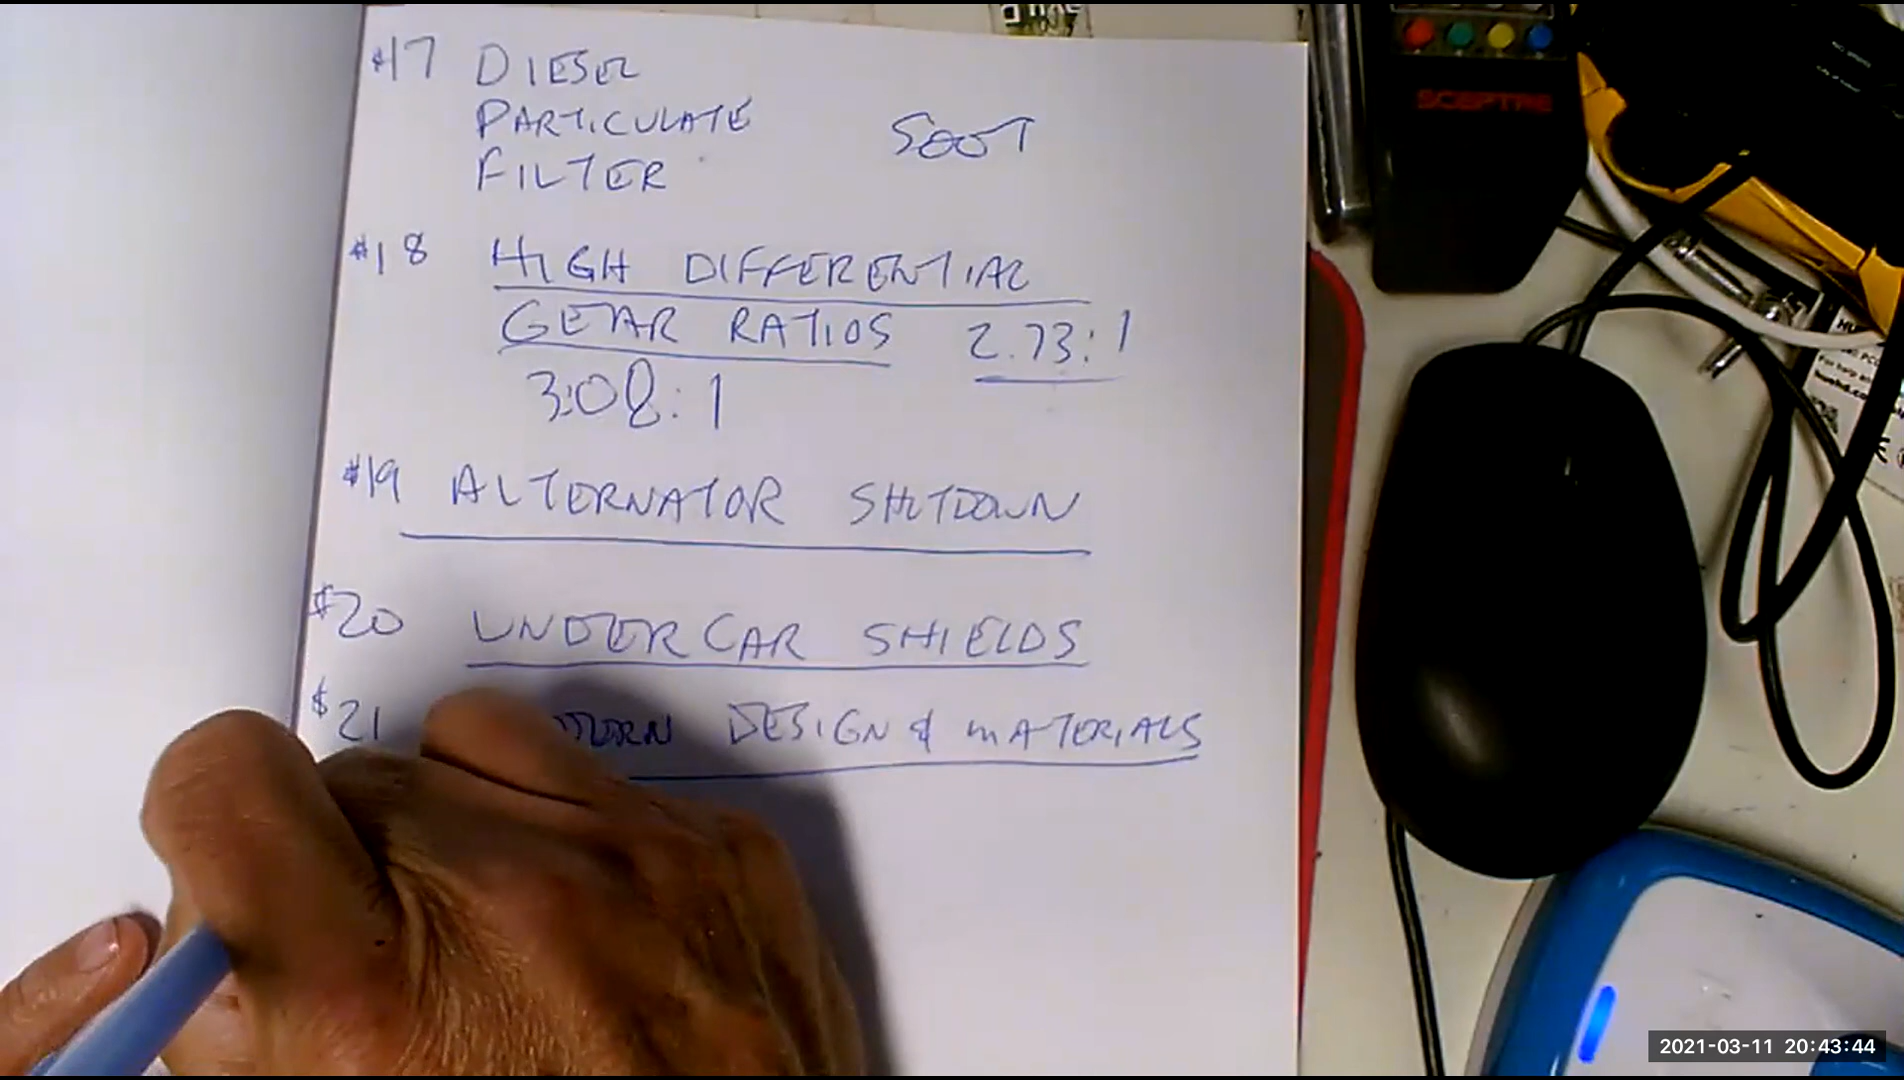 #17 DIESEL
PARTICULATE
FILTER
SOOT
#18 HIGH DIFFERENTIAL
GEAR RATIOS 2.73:1
3:08:1
#19 ALTERNATOR SHUTDOWN
#20 UNDERCAR SHIELDS
#21 DESIGN & MATERIALS
SCEPTRE
2021-03-11 20:43:44